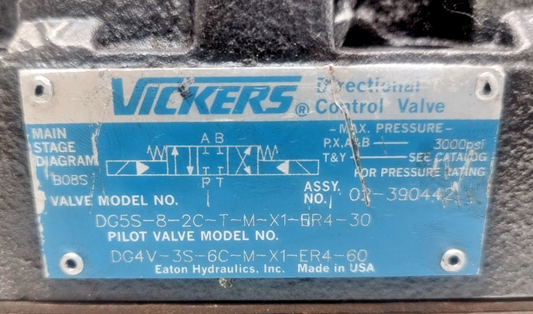 VICKERS ® Directional
Control Valve
MAIN
STAGE
DIAGRAM
B08S
A B
P T
- MAX. PRESSURE -
P,X,A&B 3000psi
T&Y SEE CATALOG
FOR PRESSURE RATING
VALVE MODEL NO.
ASSY.
NO.
DG5S-8-2C-T-M-X1-ER4-30
PILOT VALVE MODEL NO.
DG4V-3S-6C-M-X1-ER4-60
Eaton Hydraulics, Inc. Made in USA